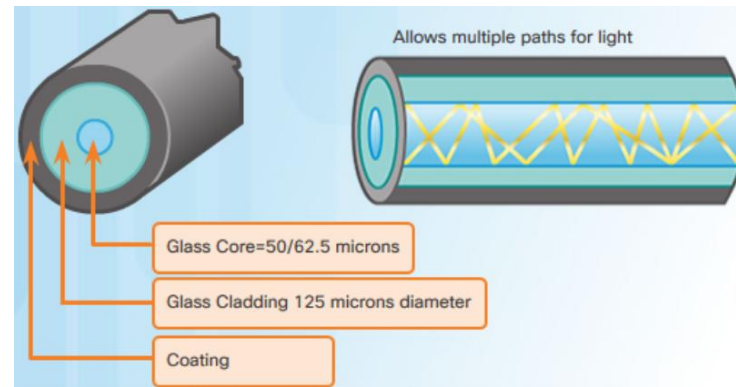 Allows multiple paths for light
Glass Core=50/62.5 microns
Glass Cladding 125 microns diameter
Coating